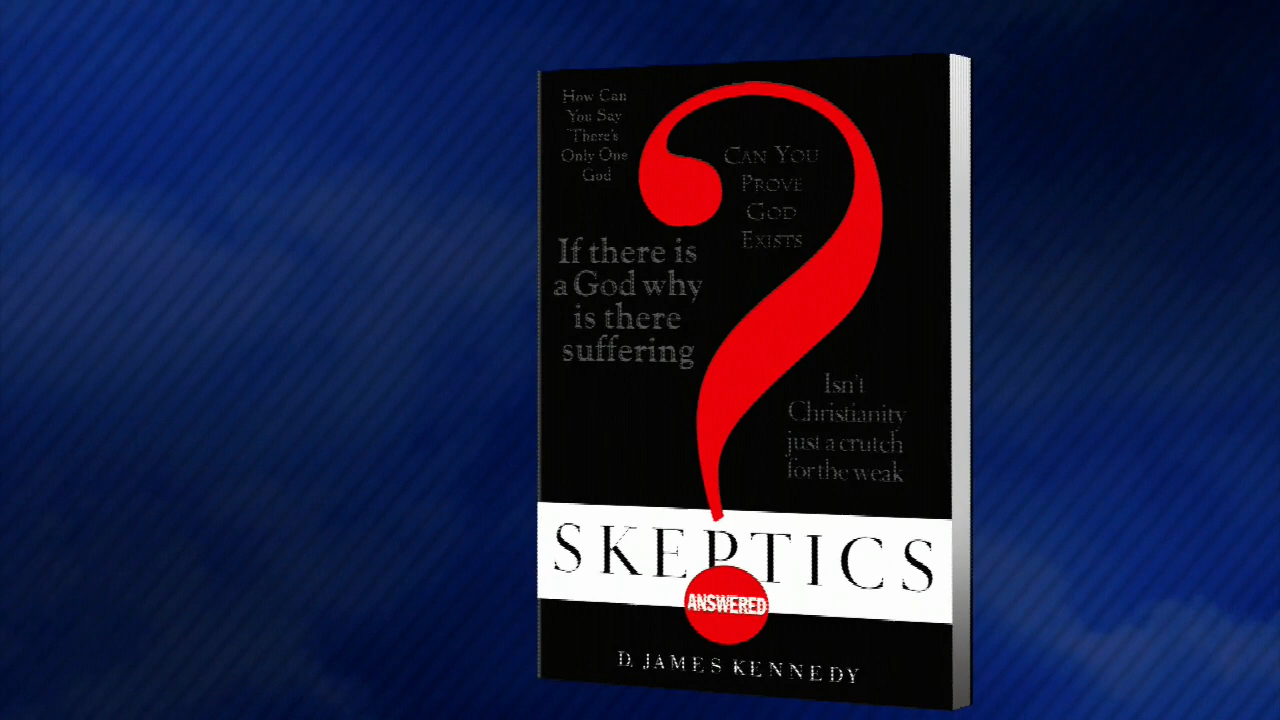 How Can
You Say
There's
Only One
God
CAN YOU
PROVE
GOD
EXISTS
If there is
a God why
is there
suffering
Isn't
Christianity
just a crutch
for the weak
SKEPTICS
ANSWERED
D. JAMES KENNEDY